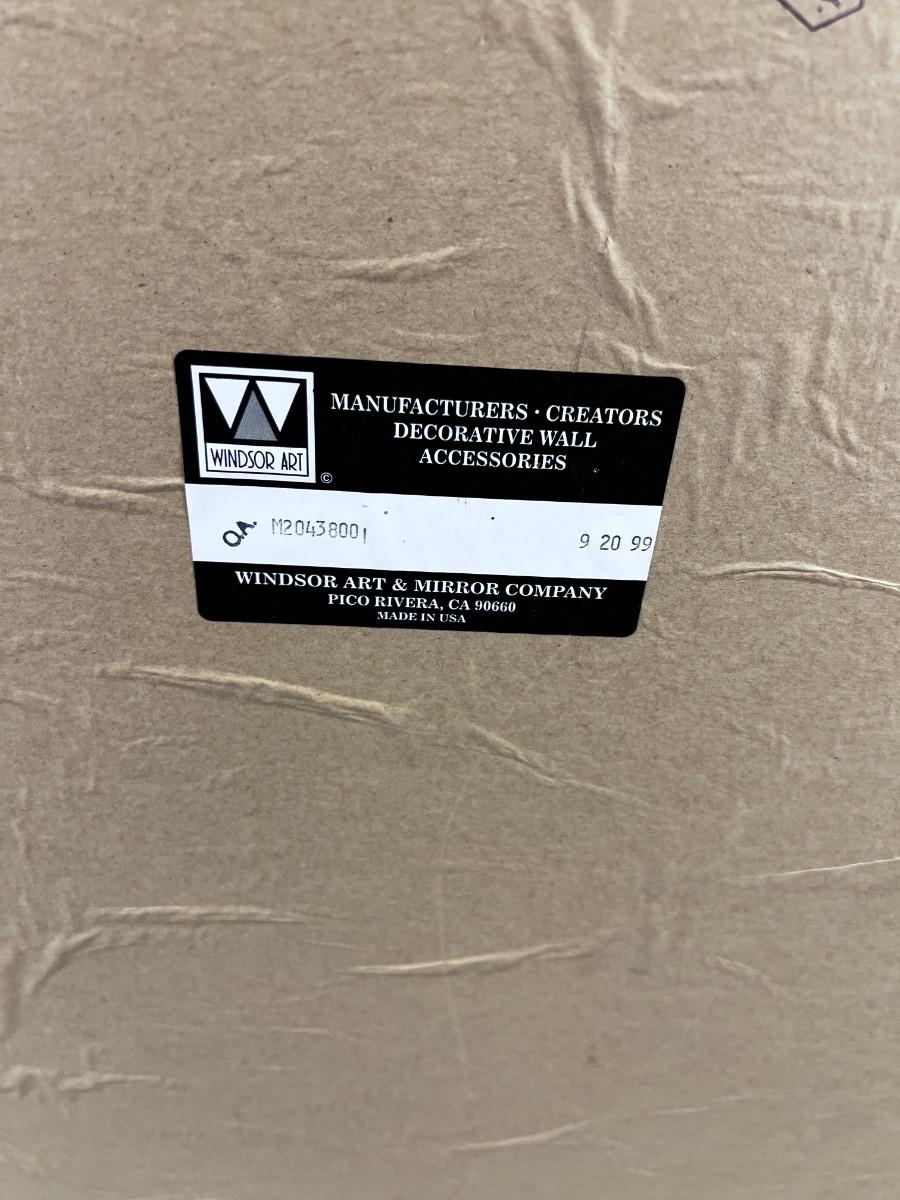 WINDSOR ART
©
MANUFACTURERS · CREATORS
DECORATIVE WALL
ACCESSORIES
Q.A. M20438001 9 20 99
WINDSOR ART & MIRROR COMPANY
PICO RIVERA, CA 90660
MADE IN USA